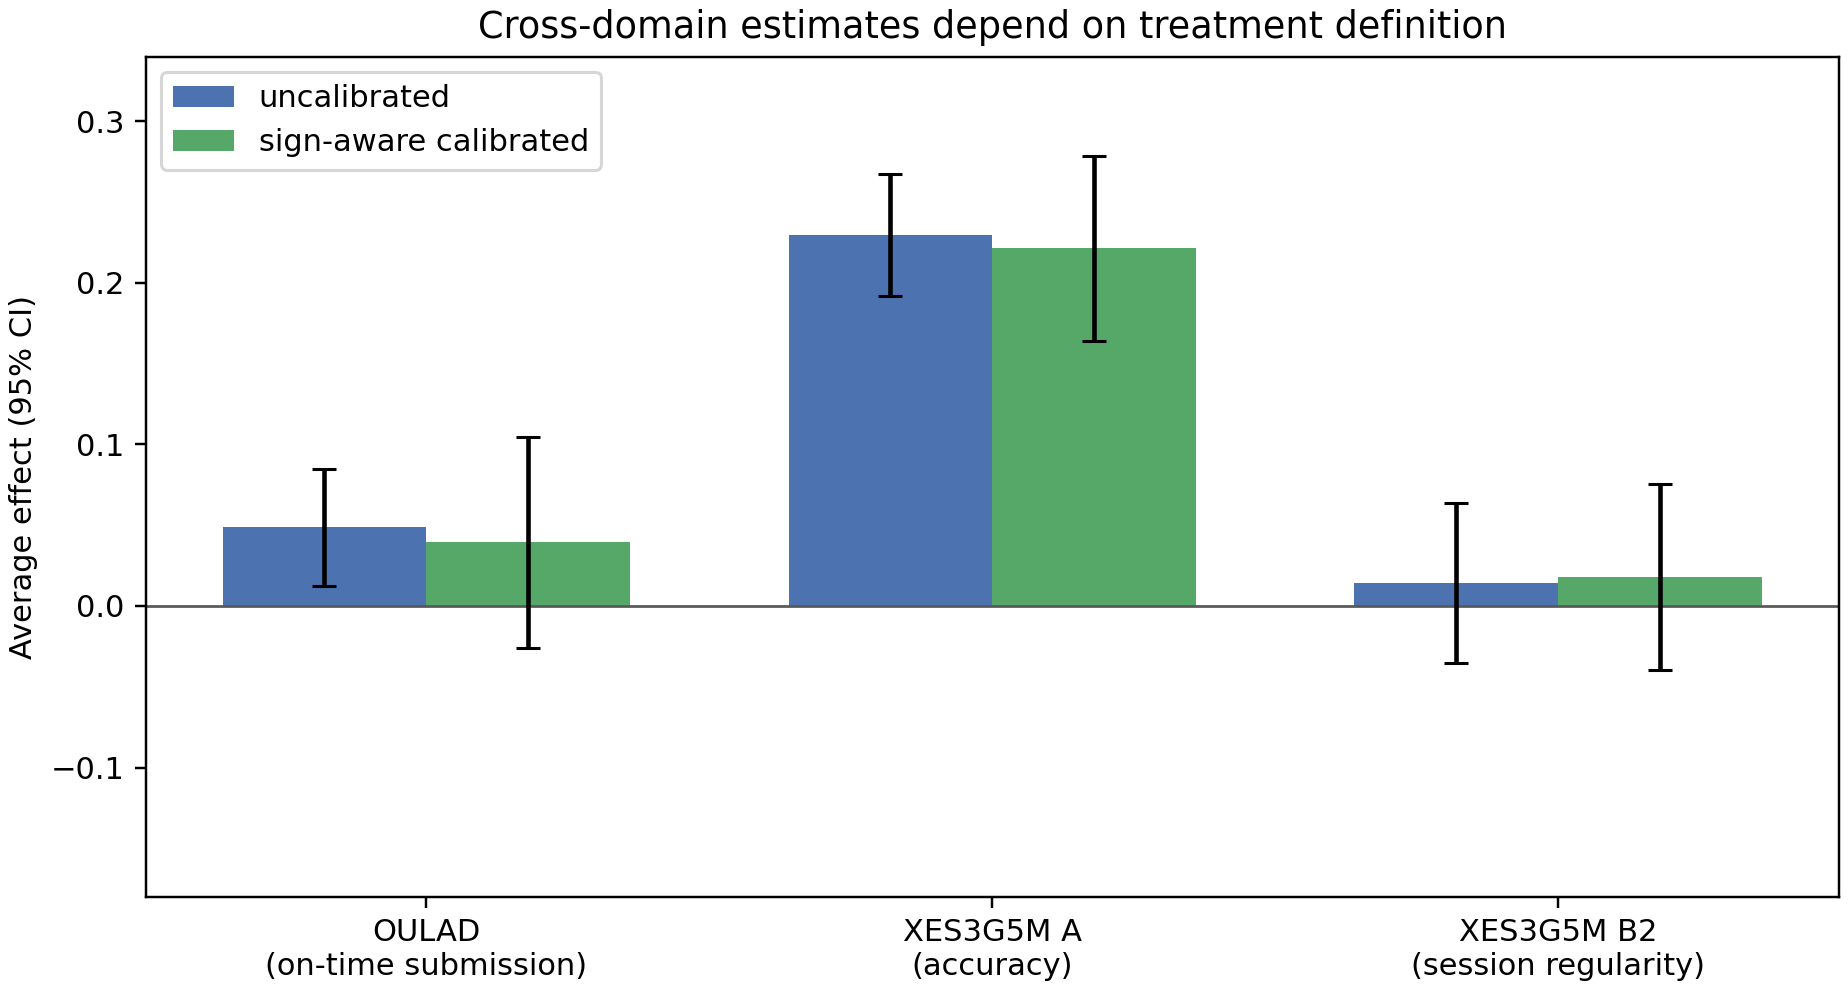 Cross-domain estimates depend on treatment definition
uncalibrated
sign-aware calibrated
Average effect (95% CI)
0.3
0.2
0.1
0.0
−0.1
OULAD
(on-time submission)
XES3G5M A
(accuracy)
XES3G5M B2
(session regularity)